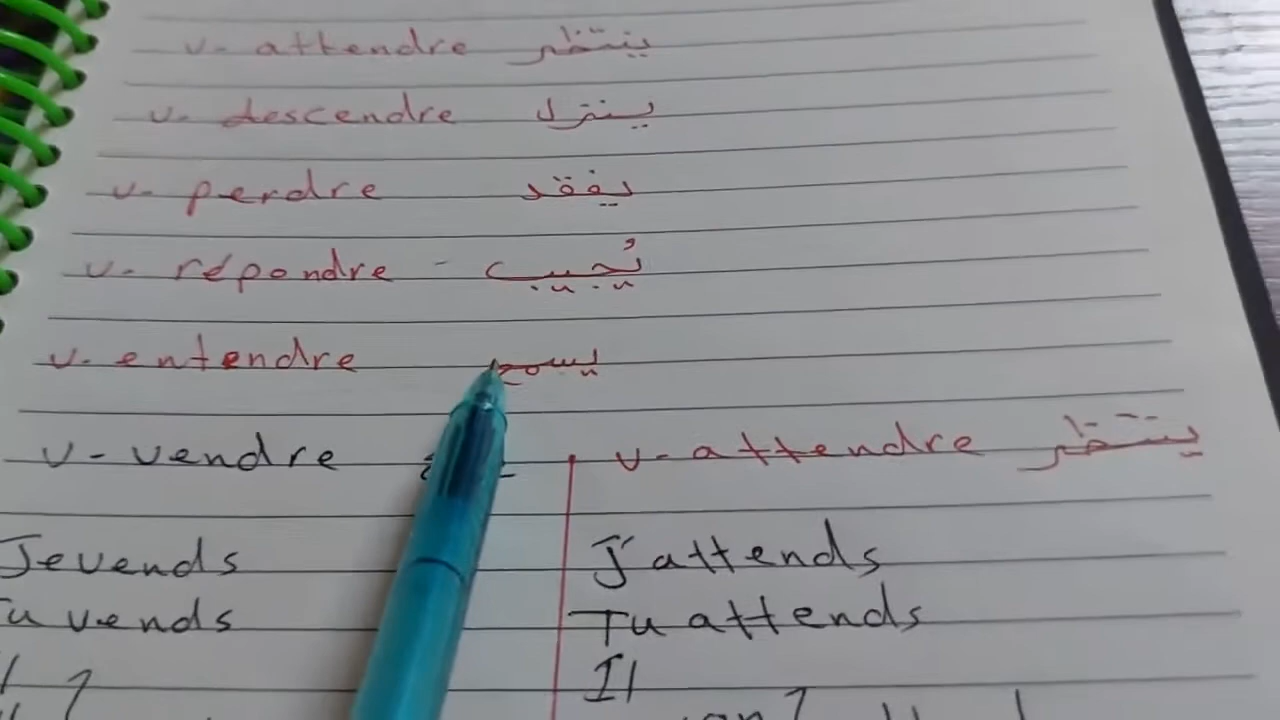 v- attendre ينتظر
v- descendre ينزل
v- perdre يفقد
v- répondre - يُجيب
v- entendre يسمع
v- vendre
v- attendre ينتظر
Je vends
J'attends
Tu vends
Tu attends
Il